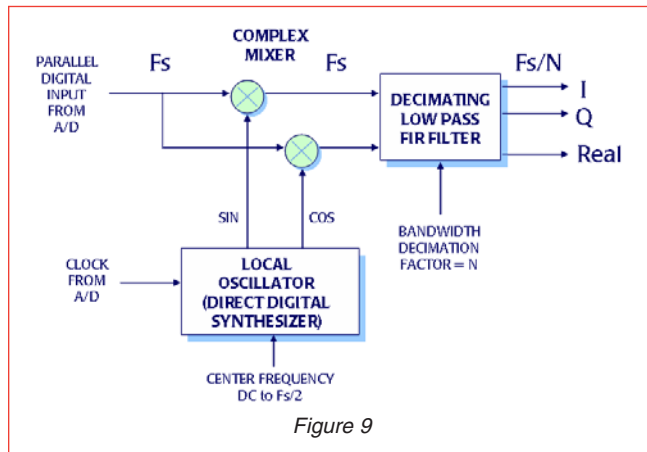 COMPLEX
MIXER
PARALLEL
DIGITAL
INPUT
FROM
A/D
Fs
Fs
Fs/N
DECIMATING
LOW PASS
FIR FILTER
I
Q
Real
SIN
COS
BANDWIDTH
DECIMATION
FACTOR = N
CLOCK
FROM
A/D
LOCAL
OSCILLATOR
(DIRECT DIGITAL
SYNTHESIZER)
CENTER FREQUENCY
DC to Fs/2
Figure 9